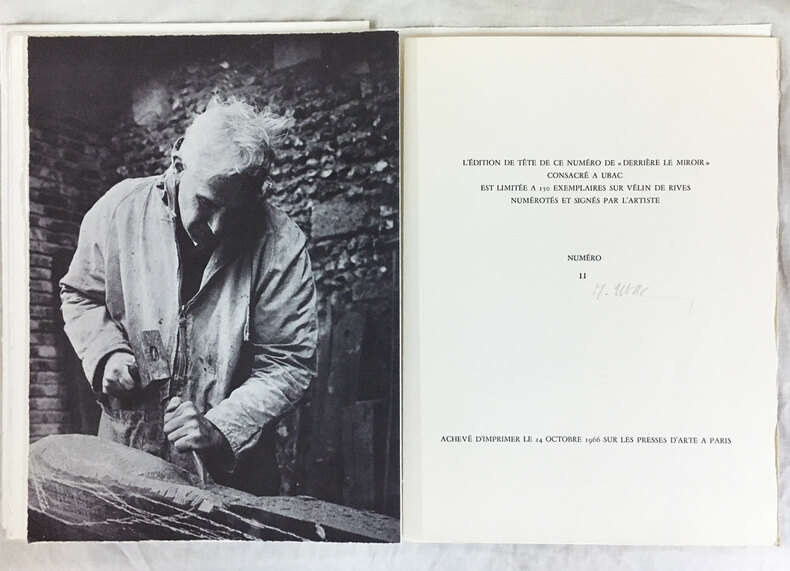 L'ÉDITION DE TÊTE DE CE NUMÉRO DE « DERRIÈRE LE MIROIR »
CONSACRÉ A UBAC
EST LIMITÉE A 150 EXEMPLAIRES SUR VÉLIN DE RIVES
NUMÉROTÉS ET SIGNÉS PAR L'ARTISTE
NUMÉRO
11
R. Ubac
ACHEVÉ D'IMPRIMER LE 24 OCTOBRE 1966 SUR LES PRESSES D'ARTE A PARIS